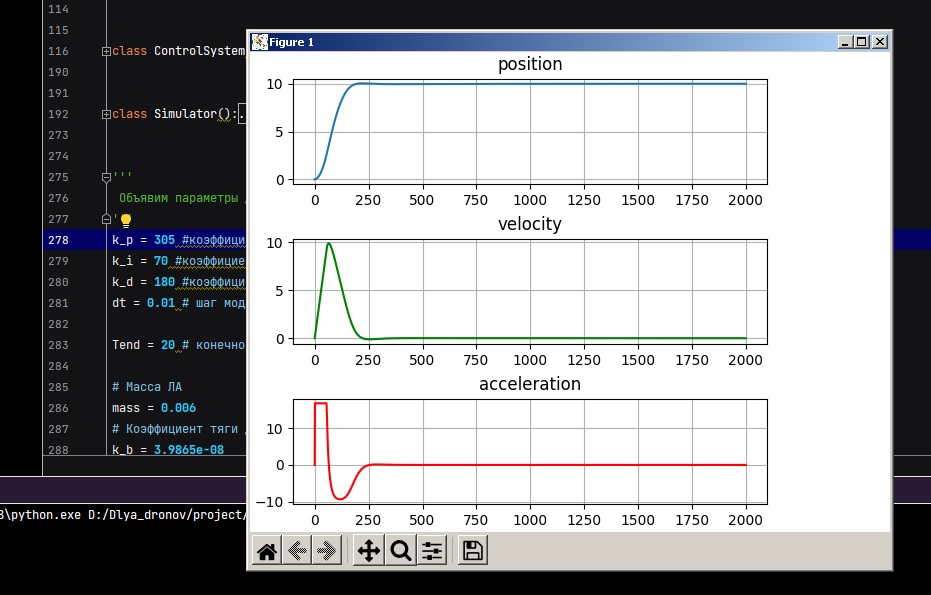 114
115
116 class ControlSystem
190
191
192 class Simulator():.
273
274
275 '''
276 Объявим параметры
277 '
278 k_p = 305 #коэффици
279 k_i = 70 #коэффицие
280 k_d = 180 #коэффици
281 dt = 0.01 # шаг мод
282
283 Tend = 20 # конечно
284
285 # Масса ЛА
286 mass = 0.006
287 # Коэффициент тяги
288 k_b = 3.9865e-08
\python.exe D:/Dlya_dronov/project/
Figure 1
position
10
5
0
0 250 500 750 1000 1250 1500 1750 2000
velocity
10
5
0
0 250 500 750 1000 1250 1500 1750 2000
acceleration
10
0
−10
0 250 500 750 1000 1250 1500 1750 2000